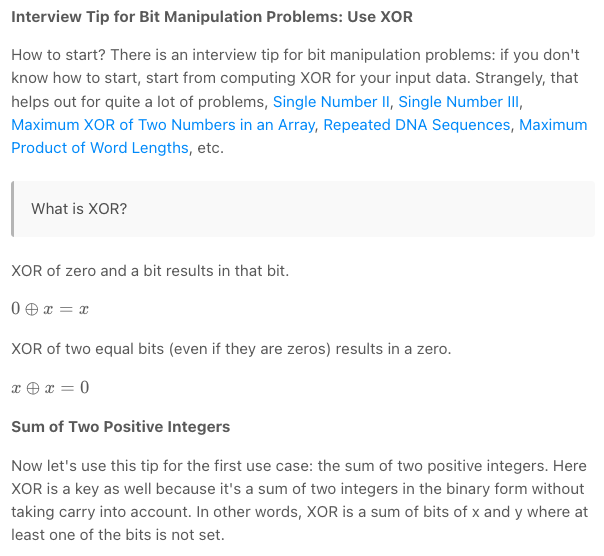 Interview Tip for Bit Manipulation Problems: Use XOR
How to start? There is an interview tip for bit manipulation problems: if you don't
know how to start, start from computing XOR for your input data. Strangely, that
helps out for quite a lot of problems, Single Number II, Single Number III,
Maximum XOR of Two Numbers in an Array, Repeated DNA Sequences, Maximum
Product of Word Lengths, etc.
What is XOR?
XOR of zero and a bit results in that bit.
0 ⊕ x = x
XOR of two equal bits (even if they are zeros) results in a zero.
x ⊕ x = 0
Sum of Two Positive Integers
Now let's use this tip for the first use case: the sum of two positive integers. Here
XOR is a key as well because it's a sum of two integers in the binary form without
taking carry into account. In other words, XOR is a sum of bits of x and y where at
least one of the bits is not set.